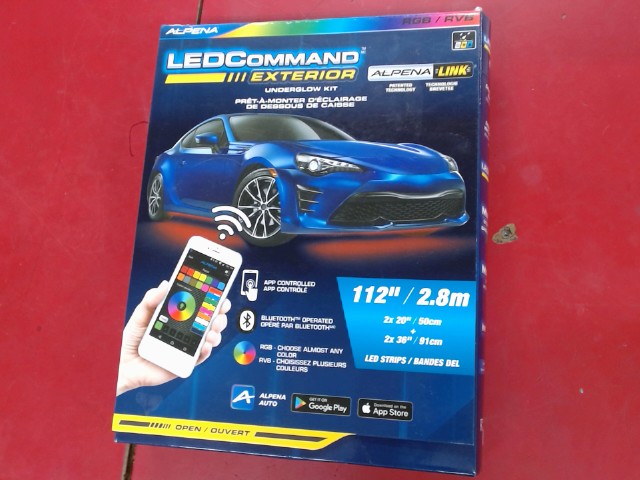 ALPENA
RGB / RVB
LEDCOMMAND™
EXTERIOR
UNDERGLOW KIT
PRÊT-À-MONTER D'ÉCLAIRAGE
DE DESSOUS DE CAISSE
ALPENA LINK
PATENTED TECHNOLOGY
TECHNOLOGIE BREVETÉE
APP CONTROLLED
APP CONTRÔLÉ
BLUETOOTH™ OPERATED
OPÉRÉ PAR BLUETOOTH
RGB - CHOOSE ALMOST ANY
COLOR
RVB - CHOISISSEZ PLUSIEURS
COULEURS
112" / 2.8m
2x 20" / 50cm
+
2x 36" / 91cm
LED STRIPS / BANDES DEL
ALPENA
AUTO
GET IT ON
Google Play
Download on the
App Store
OPEN / OUVERT